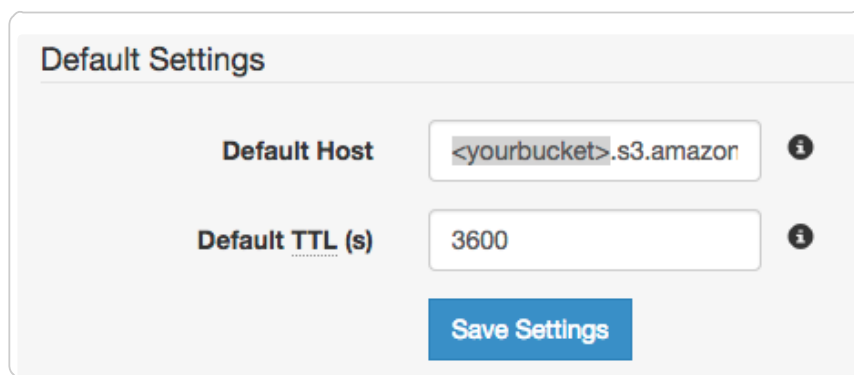 Default Settings
Default Host <yourbucket>.s3.amazon
Default TTL (s) 3600
Save Settings